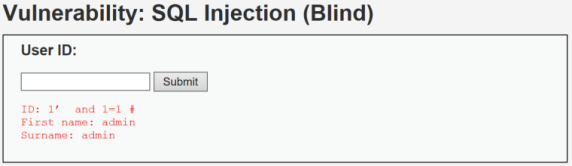 Vulnerability: SQL Injection (Blind)
User ID:
Submit
ID: 1’  and 1=1 #
First name: admin
Surname: admin